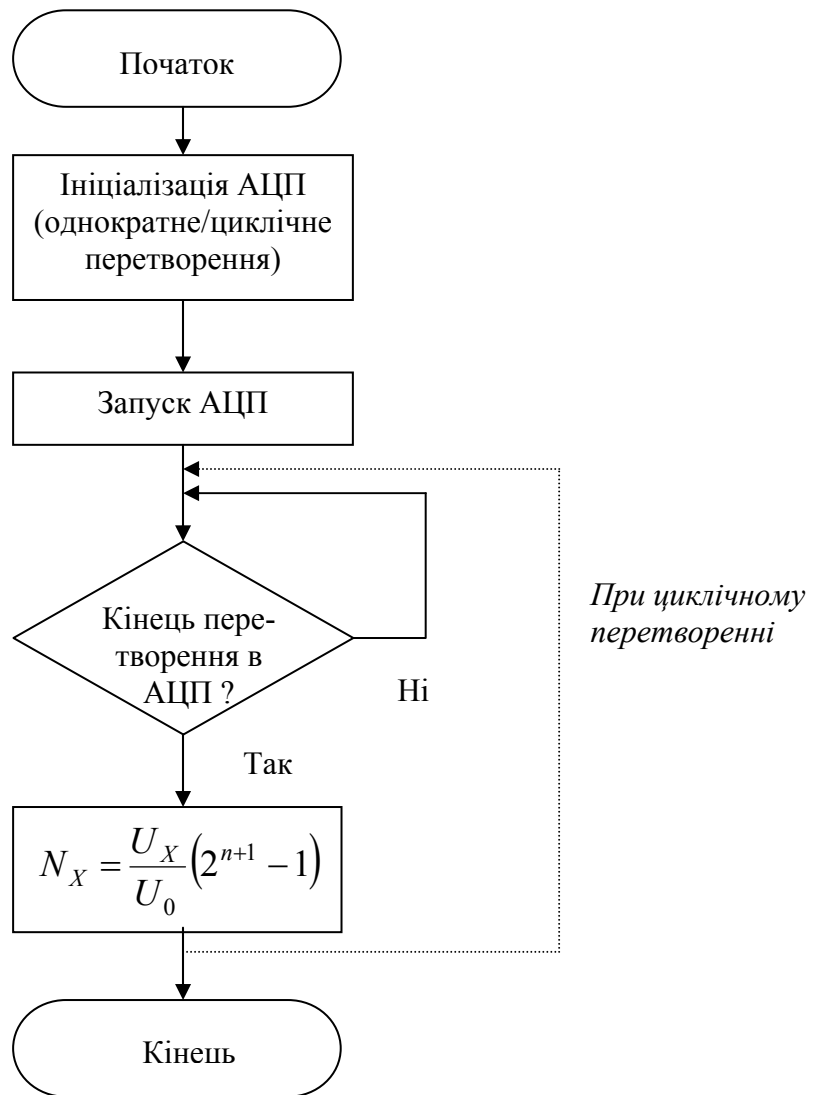 Початок
Ініціалізація АЦП
(однократне/циклічне
перетворення)
Запуск АЦП
Кінець пере-
творення в
АЦП ?
Ні
При циклічному
перетворенні
Так
N_X = \frac{U_X}{U_0}(2^{n+1} − 1)
Кінець